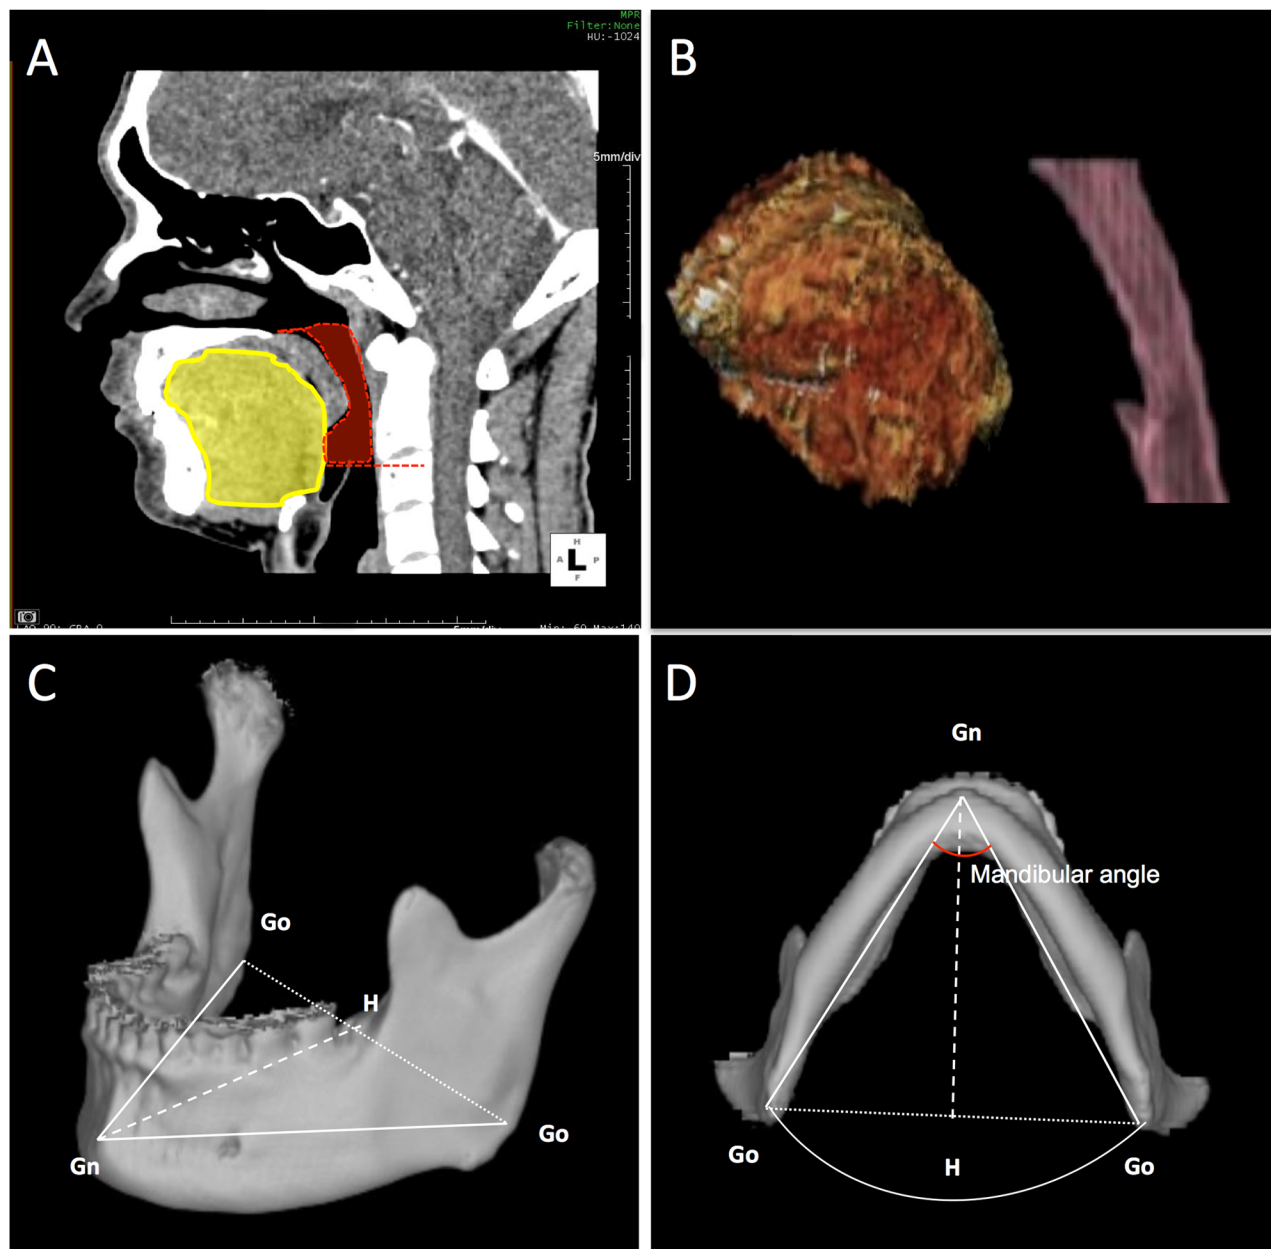 A
MPR
Filter:None
HU:-1024
5mm/div
H
A L P
F
B
C
Go
H
Go
Gn
D
Gn
Mandibular angle
Go
H
Go